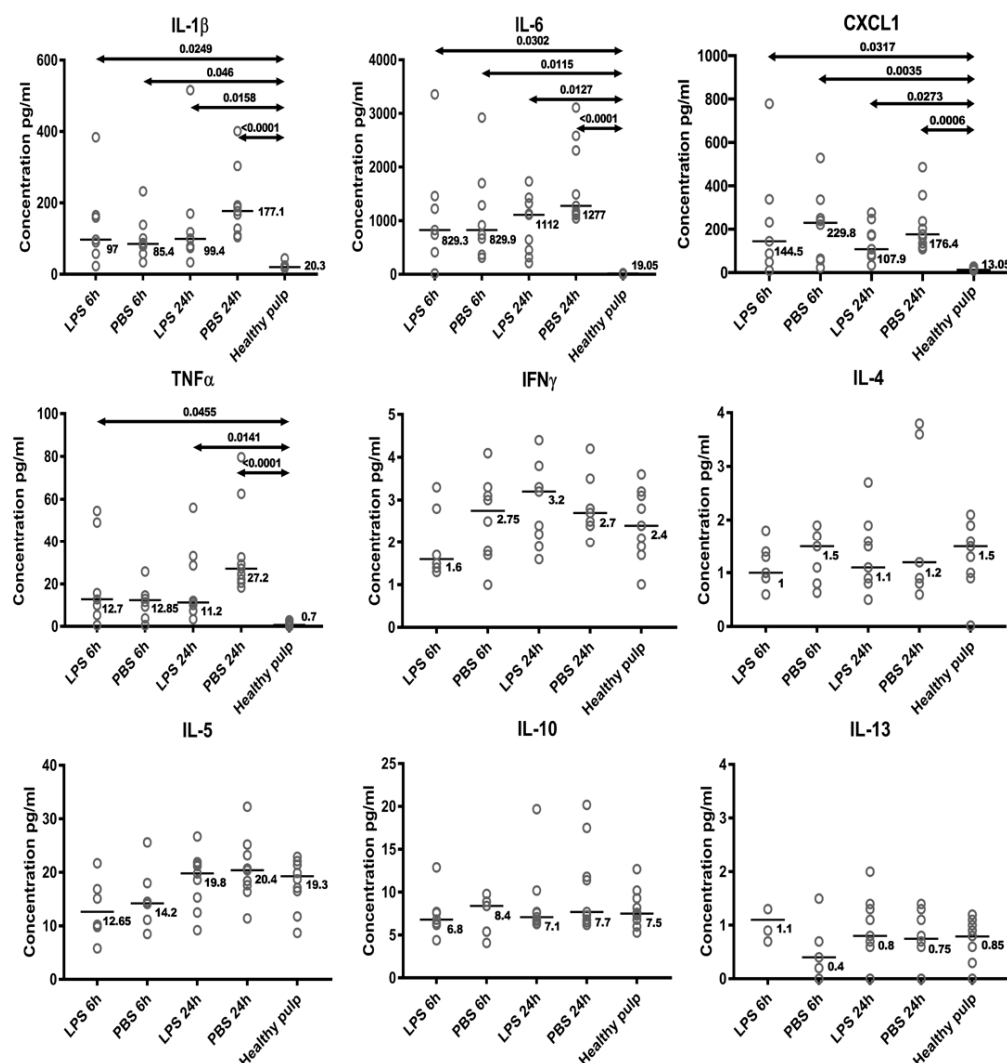 IL-1β
Concentration pg/ml
600
400
200
0
0.0249
0.046
0.0158
<0.0001
97
85.4
99.4
177.1
20.3
LPS 6h
PBS 6h
LPS 24h
PBS 24h
Healthy pulp
IL-6
Concentration pg/ml
4000
3000
2000
1000
0
0.0302
0.0115
0.0127
<0.0001
829.3
829.9
1112
1277
19.05
LPS 6h
PBS 6h
LPS 24h
PBS 24h
Healthy pulp
CXCL1
Concentration pg/ml
1000
800
600
400
200
0
0.0317
0.0035
0.0273
0.0006
144.5
229.8
107.9
176.4
13.05
LPS 6h
PBS 6h
LPS 24h
PBS 24h
Healthy pulp
TNFα
Concentration pg/ml
100
80
60
40
20
0
0.0455
0.0141
<0.0001
12.7
12.85
11.2
27.2
0.7
LPS 6h
PBS 6h
LPS 24h
PBS 24h
Healthy pulp
IFNγ
Concentration pg/ml
5
4
3
2
1
0
1.6
2.75
3.2
2.7
2.4
LPS 6h
PBS 6h
LPS 24h
PBS 24h
Healthy pulp
IL-4
Concentration pg/ml
4
3
2
1
0
1
1.5
1.1
1.2
1.5
LPS 6h
PBS 6h
LPS 24h
PBS 24h
Healthy pulp
IL-5
Concentration pg/ml
40
30
20
10
0
12.65
14.2
19.8
20.4
19.3
LPS 6h
PBS 6h
LPS 24h
PBS 24h
Healthy pulp
IL-10
Concentration pg/ml
25
20
15
10
5
0
6.8
8.4
7.1
7.7
7.5
LPS 6h
PBS 6h
LPS 24h
PBS 24h
Healthy pulp
IL-13
Concentration pg/ml
4
3
2
1
0
1.1
0.4
0.8
0.75
0.85
LPS 6h
PBS 6h
LPS 24h
PBS 24h
Healthy pulp